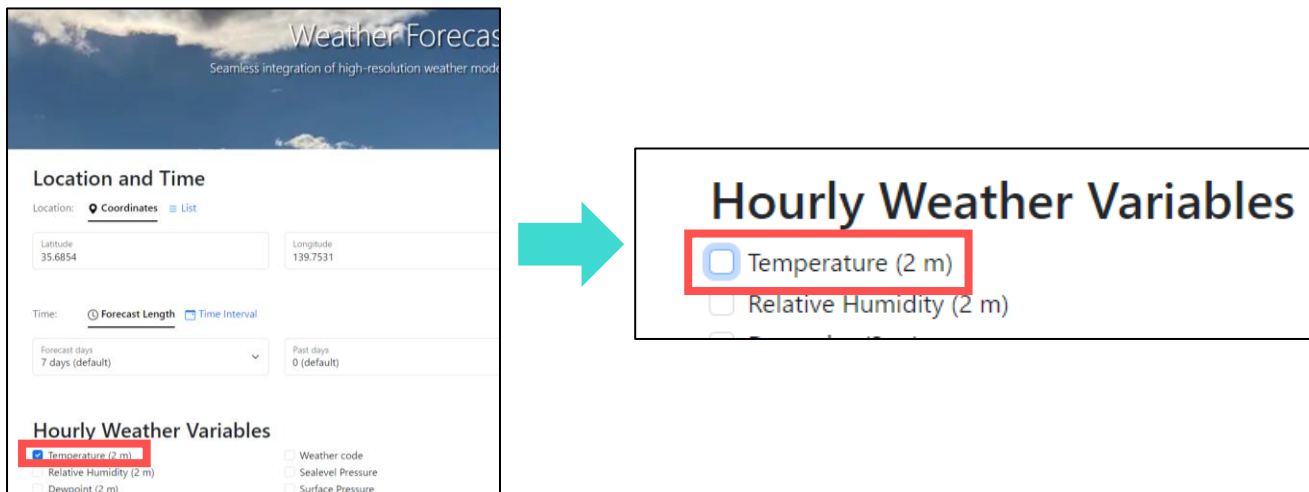 Weather Forecas
Seamless integration of high-resolution weather mode
Location and Time
Location: Coordinates List
Latitude
35.6854
Longitude
139.7531
Time: Forecast Length Time Interval
Forecast days
7 days (default)
Past days
0 (default)
Hourly Weather Variables
Temperature (2 m)
Weather code
Relative Humidity (2 m)
Sealevel Pressure
Dewpoint (2 m)
Surface Pressure
Hourly Weather Variables
Temperature (2 m)
Relative Humidity (2 m)